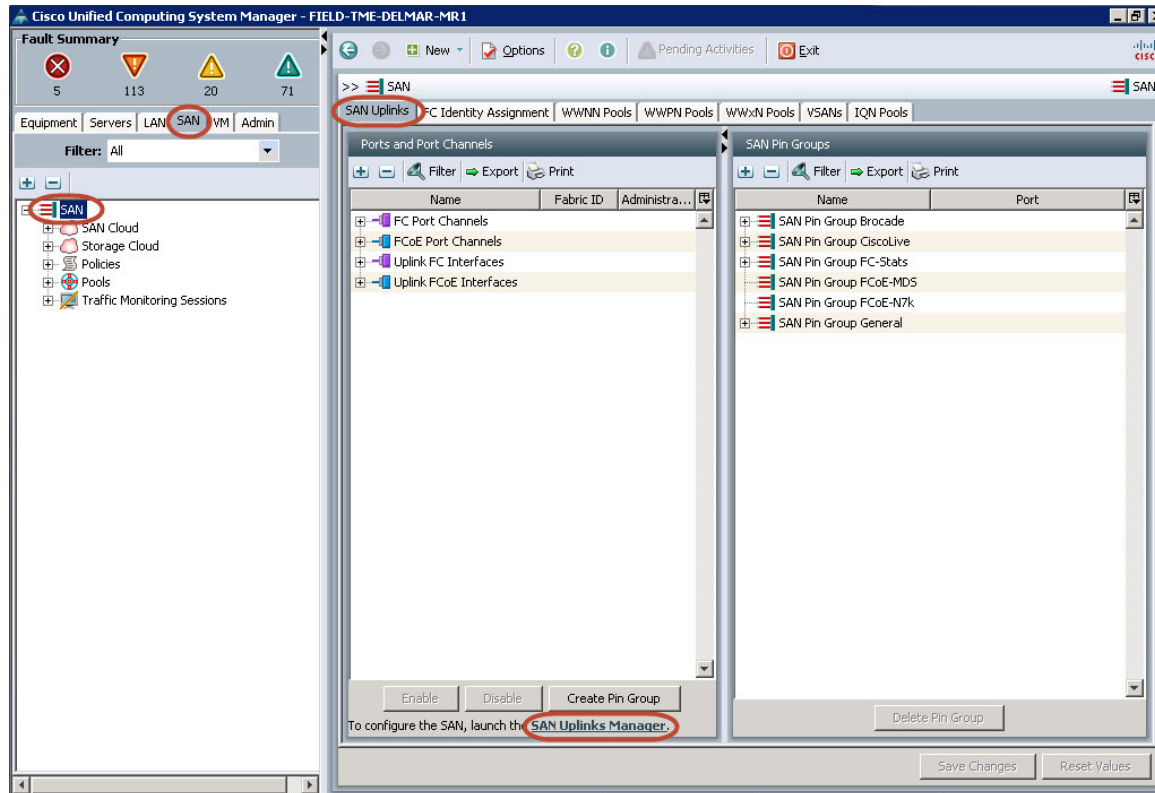 Cisco Unified Computing System Manager - FIELD-TME-DELMAR-MR1
Fault Summary
5 113 20 71
New Options Pending Activities Exit
CISCO
>> SAN
SAN
Equipment Servers LAN SAN VM Admin
Filter: All
SAN
SAN Cloud
Storage Cloud
Policies
Pools
Traffic Monitoring Sessions
SAN Uplinks FC Identity Assignment WWNN Pools WWPN Pools WWxN Pools VSANs IQN Pools
Ports and Port Channels
Filter Export Print
Name Fabric ID Administra...
FC Port Channels
FCoE Port Channels
Uplink FC Interfaces
Uplink FCoE Interfaces
Enable Disable Create Pin Group
To configure the SAN, launch the SAN Uplinks Manager.
SAN Pin Groups
Filter Export Print
Name Port
SAN Pin Group Brocade
SAN Pin Group CiscoLive
SAN Pin Group FC-Stats
SAN Pin Group FCoE-MDS
SAN Pin Group FCoE-N7k
SAN Pin Group General
Delete Pin Group
Save Changes Reset Values